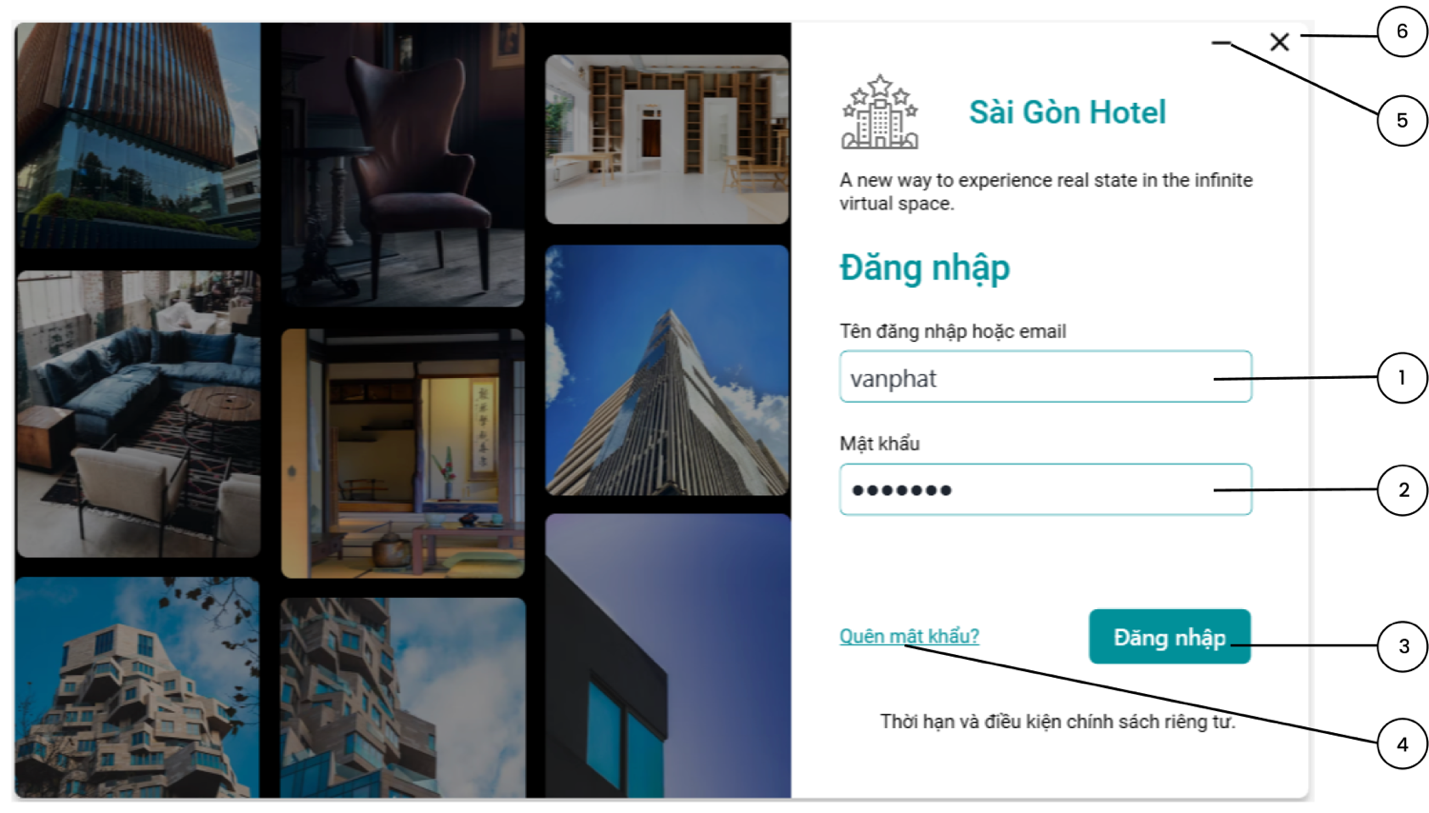 6
5
Sài Gòn Hotel
A new way to experience real state in the infinite
virtual space.
Đăng nhập
Tên đăng nhập hoặc email
vanphat
1
Mật khẩu
●●●●●●●
2
Quên mật khẩu?
Đăng nhập
3
Thời hạn và điều kiện chính sách riêng tư.
4